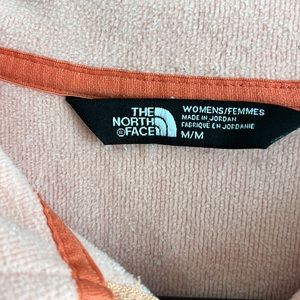 THE
NORTH
FACE
WOMENS/FEMMES
MADE IN JORDAN
FABRIQUÉ EN JORDANIE
M/M